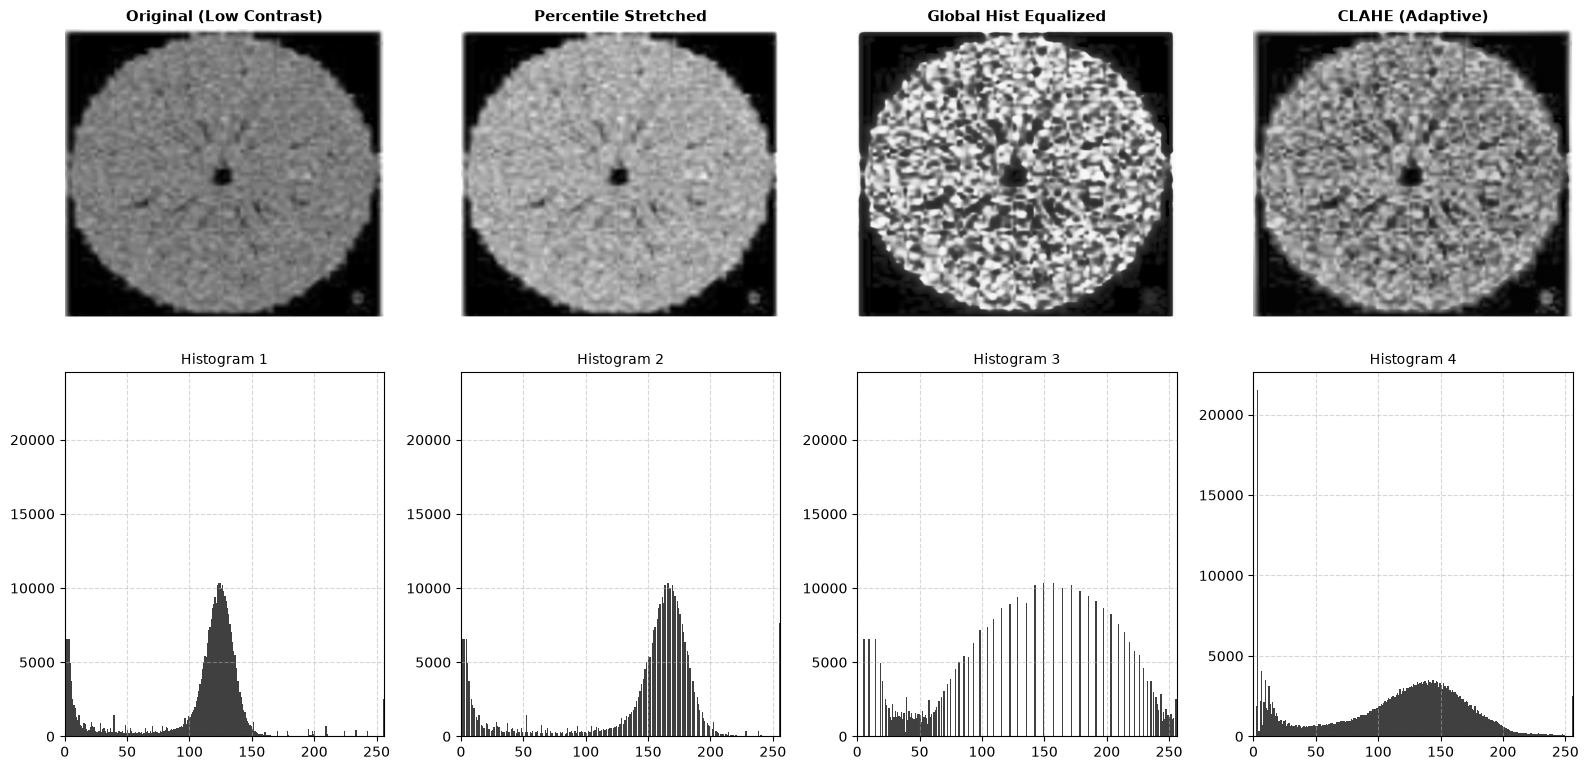 Original (Low Contrast)
Percentile Stretched
Global Hist Equalized
CLAHE (Adaptive)
Histogram 1
Histogram 2
Histogram 3
Histogram 4
20000
15000
10000
5000
0
0 50 100 150 200 250
20000
15000
10000
5000
0
0 50 100 150 200 250
20000
15000
10000
5000
0
0 50 100 150 200 250
20000
15000
10000
5000
0
0 50 100 150 200 250